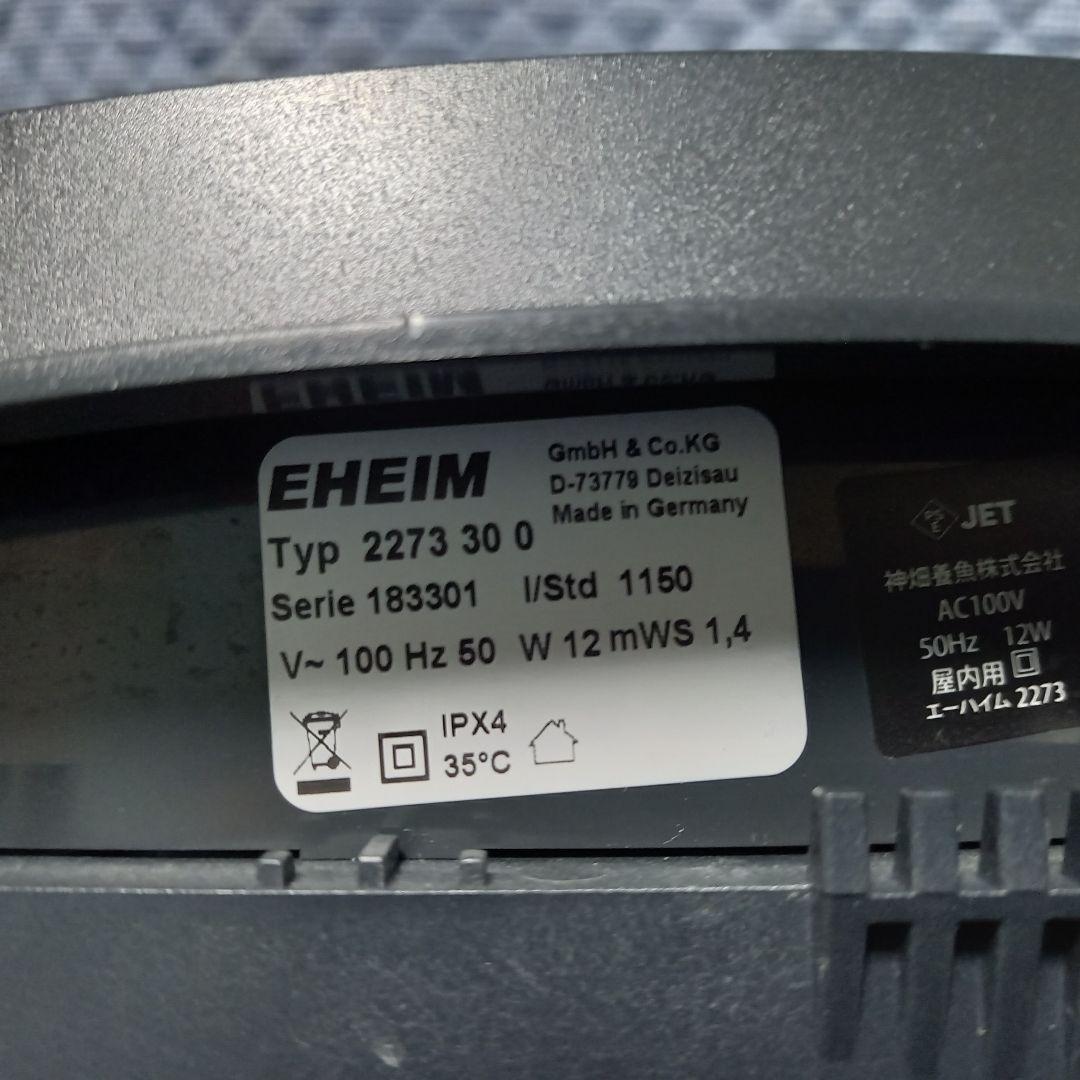 EHEIM
GmbH & Co.KG
D-73779 Deizisau
Made in Germany
Typ 2273 30 0
Serie 183301 l/Std 1150
V~ 100 Hz 50 W 12 mWS 1,4
IPX4
35°C
PS
E
JET
神畑養魚株式会社
AC100V
50Hz 12W
屋内用
エーハイム 2273